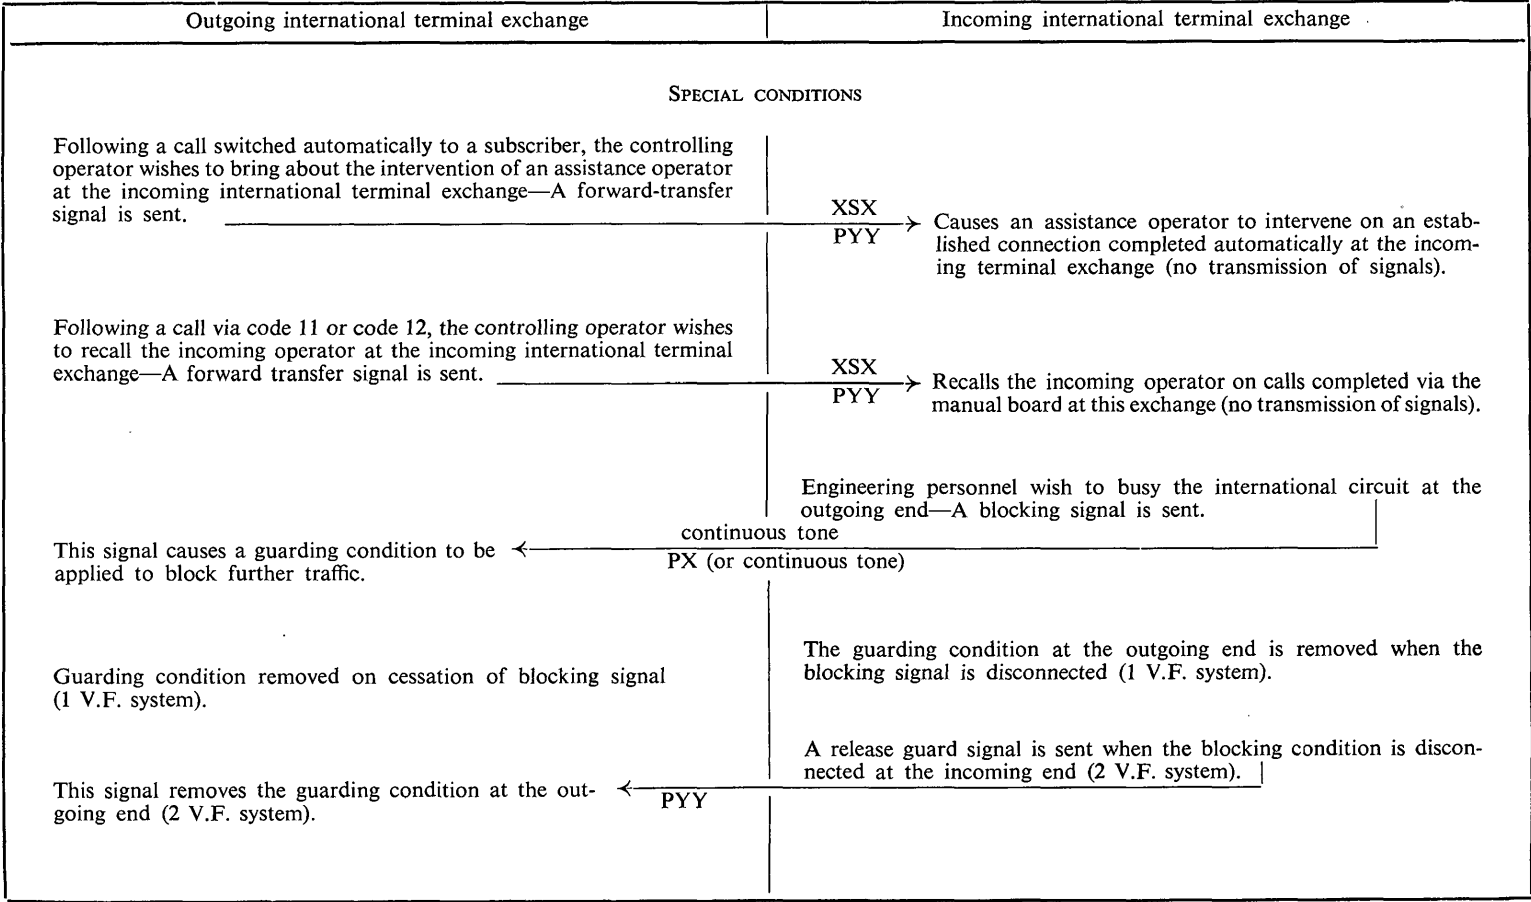 Outgoing international terminal exchange
Incoming international terminal exchange
SPECIAL CONDITIONS
Following a call switched automatically to a subscriber, the controlling
operator wishes to bring about the intervention of an assistance operator
at the incoming international terminal exchange—A forward-transfer
signal is sent.
XSX
PYY
Causes an assistance operator to intervene on an estab-
lished connection completed automatically at the incom-
ing terminal exchange (no transmission of signals).
Following a call via code 11 or code 12, the controlling operator wishes
to recall the incoming operator at the incoming international terminal
exchange—A forward transfer signal is sent.
XSX
PYY
Recalls the incoming operator on calls completed via the
manual board at this exchange (no transmission of signals).
Engineering personnel wish to busy the international circuit at the
outgoing end—A blocking signal is sent.
continuous tone
PX (or continuous tone)
This signal causes a guarding condition to be
applied to block further traffic.
The guarding condition at the outgoing end is removed when the
blocking signal is disconnected (1 V.F. system).
Guarding condition removed on cessation of blocking signal
(1 V.F. system).
A release guard signal is sent when the blocking condition is discon-
nected at the incoming end (2 V.F. system).
PYY
This signal removes the guarding condition at the out-
going end (2 V.F. system).